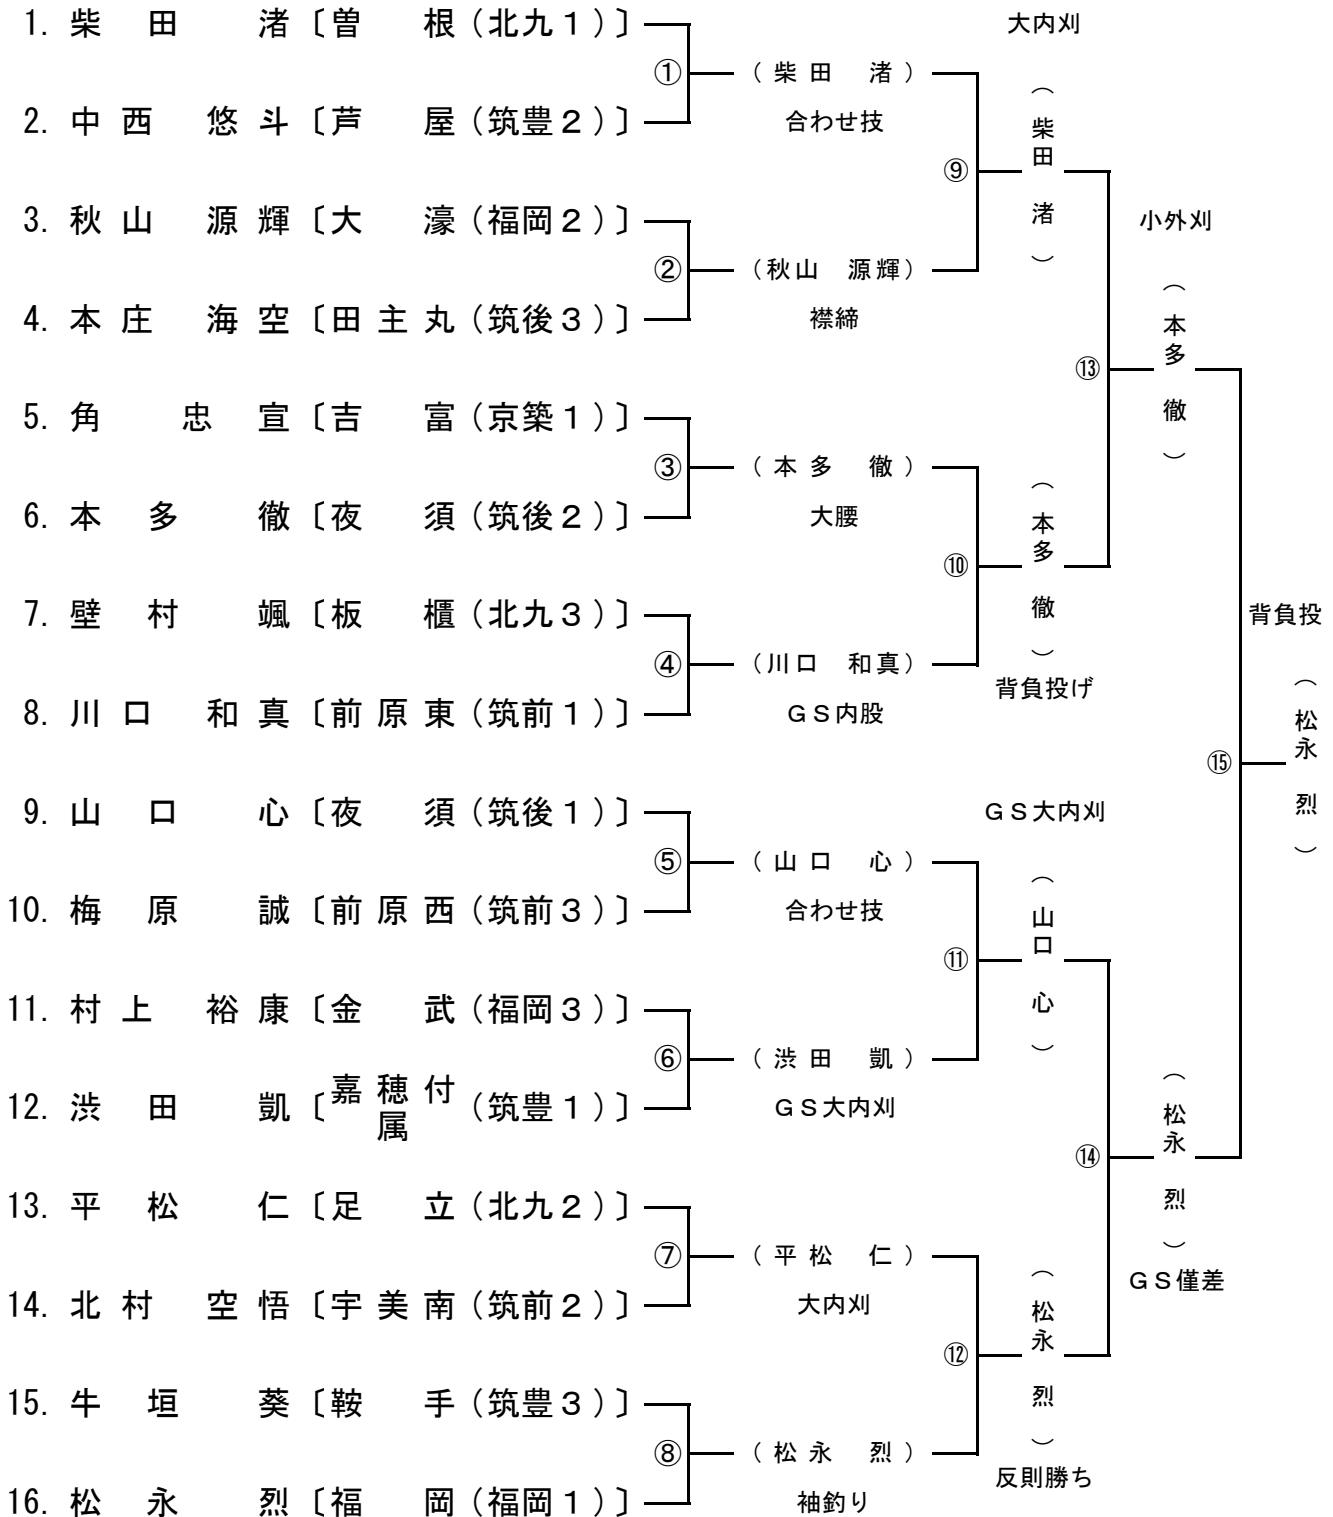 1. 柴田 渚〔曽根(北九1)〕
2. 中西 悠斗〔芦屋(筑豊2)〕
3. 秋山 源輝〔大濠(福岡2)〕
4. 本庄 海空〔田主丸(筑後3)〕
5. 角 忠宣〔吉富(京築1)〕
6. 本多 徹〔夜須(筑後2)〕
7. 壁村 颯〔板櫃(北九3)〕
8. 川口 和真〔前原東(筑前1)〕
9. 山口 心〔夜須(筑後1)〕
10. 梅原 誠〔前原西(筑前3)〕
11. 村上 裕康〔金武(福岡3)〕
12. 渋田 凱〔嘉穂付属(筑豊1)〕
13. 平松 仁〔足立(北九2)〕
14. 北村 空悟〔宇美南(筑前2)〕
15. 牛垣 葵〔鞍手(筑豊3)〕
16. 松永 烈〔福岡(福岡1)〕
①
(柴田 渚)
合わせ技
②
(秋山 源輝)
襟締
③
(本多 徹)
大腰
④
(川口 和真)
GS内股
⑤
(山口 心)
合わせ技
⑥
(渋田 凱)
GS大内刈
⑦
(平松 仁)
大内刈
⑧
(松永 烈)
袖釣り
大内刈
⑨
(柴田 渚)
⑩
(本多 徹)
背負投げ
GS大内刈
⑪
(山口 心)
⑫
(松永 烈)
反則勝ち
小外刈
⑬
(本多 徹)
⑭
(松永 烈)
GS僅差
背負投
⑮
(松永 烈)